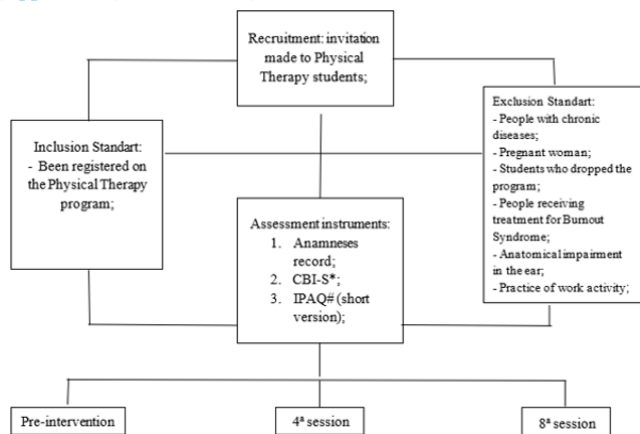 Recruitment: invitation
made to Physical
Therapy students;
Inclusion Standart:
- Been registered on
the Physical Therapy
program;
Exclusion Standart:
- People with chronic
diseases;
- Pregnant woman;
- Students who dropped the
program;
- People receiving
treatment for Burnout
Syndrome;
- Anatomical impairment
in the ear;
- Practice of work activity;
Assessment instruments:
1. Anamneses
record;
2. CBI-S*;
3. IPAQ# (short
version);
Pre-intervention
4ª session
8ª session